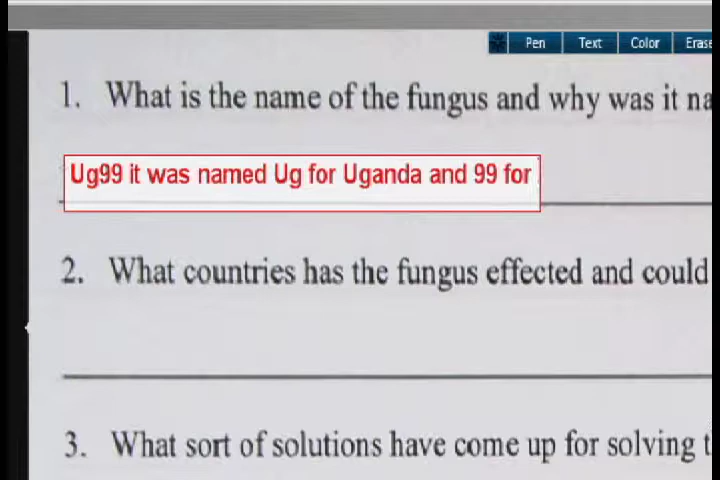 Pen Text Color
1. What is the name of the fungus and why was it
Ug99 it was named Ug for Uganda and 99 for
2. What countries has the fungus effected and could
3. What sort of solutions have come up for solving